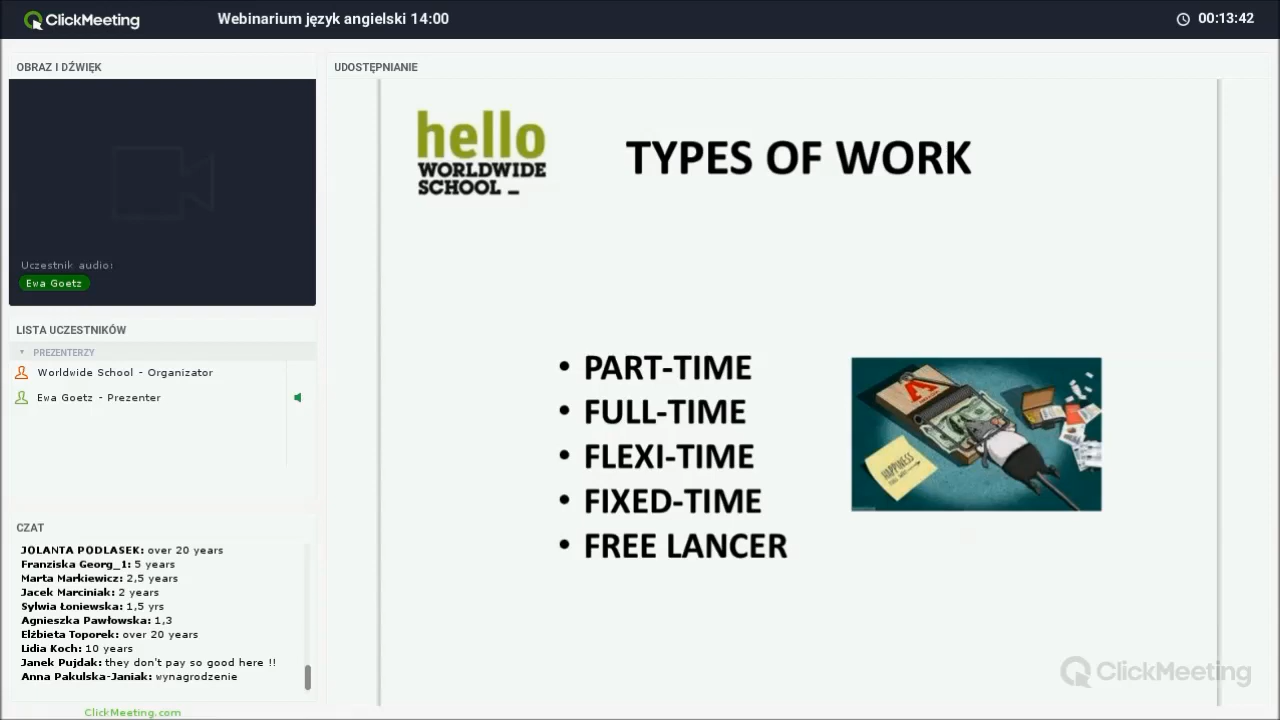 ClickMeeting
Webinarium język angielski 14:00
00:13:42
OBRAZ I DŹWIĘK
Uczestnik audio:
Ewa Goetz
LISTA UCZESTNIKÓW
PREZENTERZY
Worldwide School - Organizator
Ewa Goetz - Prezenter
CZAT
JOLANTA PODLASEK: over 20 years
Franziska Georg_1: 5 years
Marta Markiewicz: 2,5 years
Jacek Marciniak: 2 years
Sylwia Łoniewska: 1,5 yrs
Agnieszka Pawłowska: 1,3
Elżbieta Toporek: over 20 years
Lidia Koch: 10 years
Janek Pujdak: they don't pay so good here !!
Anna Pakulska-Janiak: wynagrodzenie
ClickMeeting.com
UDOSTĘPNIANIE
hello
WORLDWIDE
SCHOOL _
TYPES OF WORK
• PART-TIME
• FULL-TIME
• FLEXI-TIME
• FIXED-TIME
• FREE LANCER
HAPPINESS
ClickMeeting